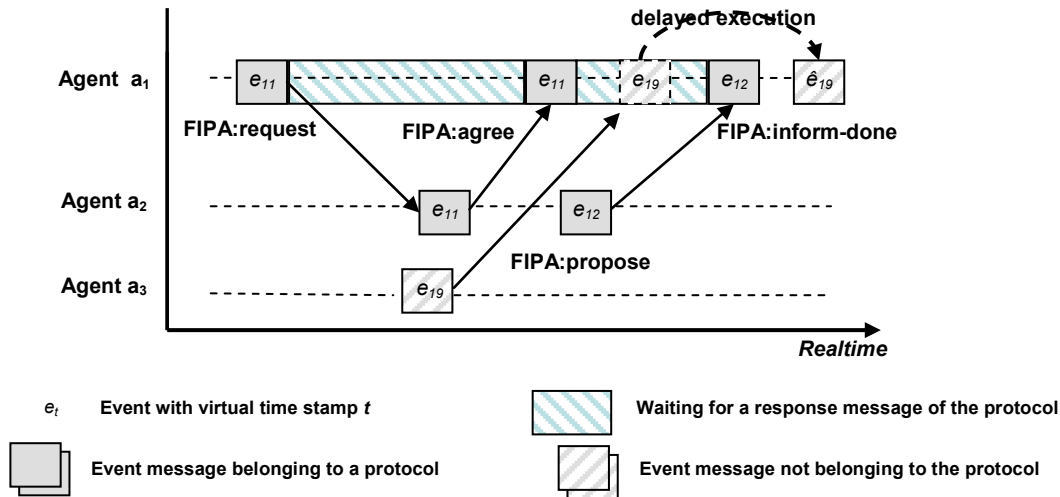 delayed execution
Agent a1
e11
e11
e19
e12
ê19
FIPA:request
FIPA:agree
FIPA:inform-done
Agent a2
e11
e12
FIPA:propose
Agent a3
e19
Realtime
et Event with virtual time stamp t
Waiting for a response message of the protocol
Event message belonging to a protocol
Event message not belonging to the protocol